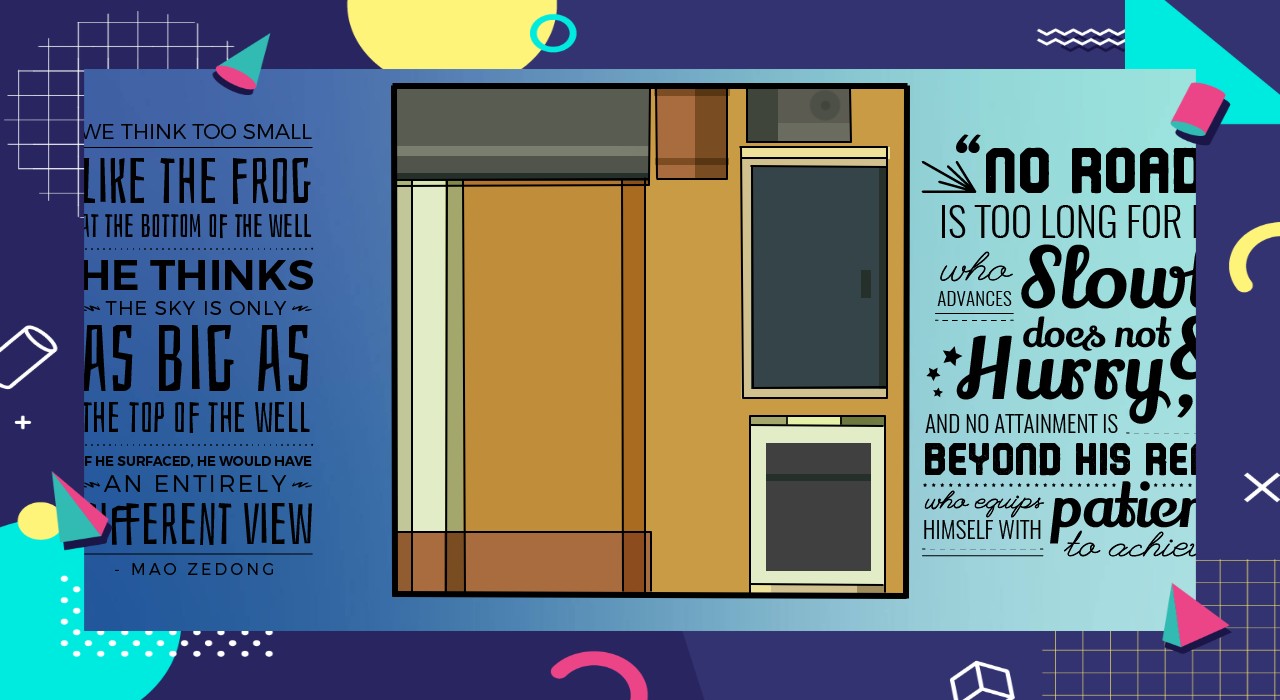 WE THINK TOO SMALL
LIKE THE FROG
AT THE BOTTOM OF THE WELL
HE THINKS
THE SKY IS ONLY
AS BIG AS
THE TOP OF THE WELL
HE SURFACED, HE WOULD HAVE
AN ENTIRELY
VIEW
- MAO ZEDONG
“NO ROAD
IS TOO LONG FOR
who
ADVANCES
&
does not
Hurry;
AND NO ATTAINMENT IS
BEYOND HIS
who equips
HIMSELF WITH
to